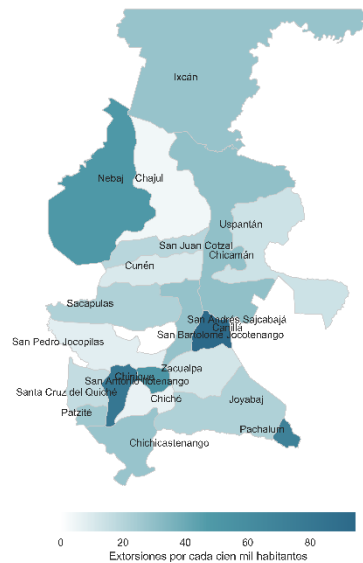 Ixcán
Nebaj
Chajul
Uspantán
San Juan Cotzal
Chicamán
Cunén
Sacapulas
San Andrés Sajcabajá
Canillá
San Bartolomé Jocotenango
San Pedro Jocopilas
Zacualpa
Chinique
San Antonio Ilotenango
Santa Cruz del Quiché
Chiché
Joyabaj
Patzité
Pachalum
Chichicastenango
0 20 40 60 80
Extorsiones por cada cien mil habitantes